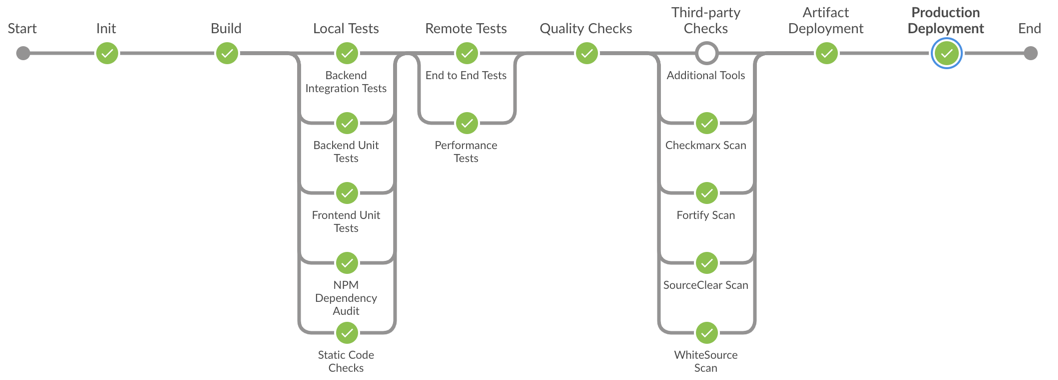 Start
Init
Build
Local Tests
Remote Tests
Quality Checks
Third-party
Checks
Artifact
Deployment
Production
Deployment
End
Backend
Integration Tests
Backend Unit
Tests
Frontend Unit
Tests
NPM
Dependency
Audit
Static Code
Checks
End to End Tests
Performance
Tests
Additional Tools
Checkmarx Scan
Fortify Scan
SourceClear Scan
WhiteSource
Scan